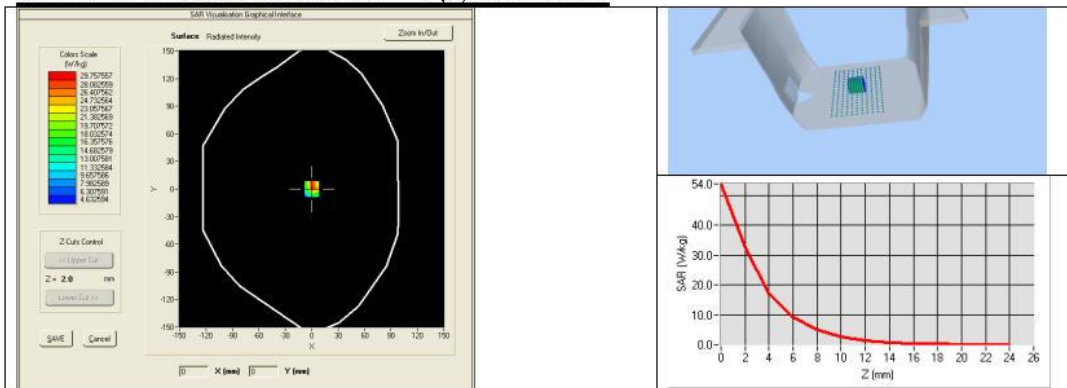 SAR Visualisation Graphical Interface
Surface Radiated Intensity
Zoom In/Out
Colors Scale
(W/kg)
29.757557
28.082559
26.407562
24.732564
23.057567
21.382569
19.707572
18.032574
16.357576
14.682579
13.007581
11.332584
9.657586
7.982589
6.307591
4.632594
150
120
90
60
30
0
-30
-60
-90
-120
-150
Y
-150 -120 -90 -60 -30 0 30 60 90 120 150
X
Z-Cuts Control
<< Upper Cut
Z = 2.0 mm
Lower Cut >>
SAVE Cancel
0 X (mm) 0 Y (mm)
54.0
40.0
30.0
20.0
10.0
0.0
SAR (W/kg)
0 2 4 6 8 10 12 14 16 18 20 22 24 26
Z (mm)